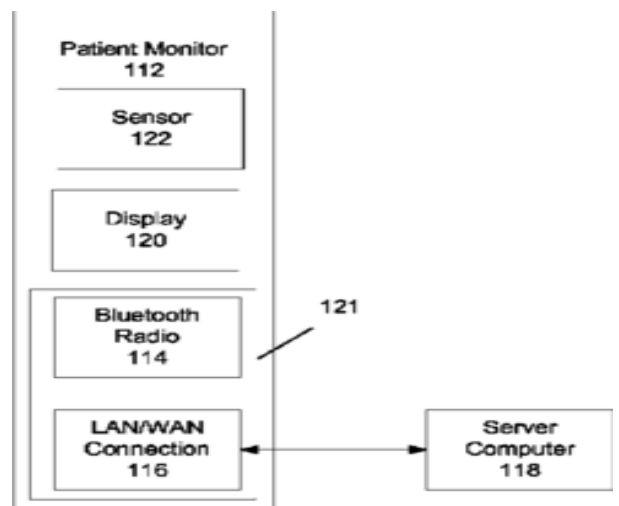 Patient Monitor
112
Sensor
122
Display
120
Bluetooth
Radio
114
121
LAN/WAN
Connection
116
Server
Computer
118